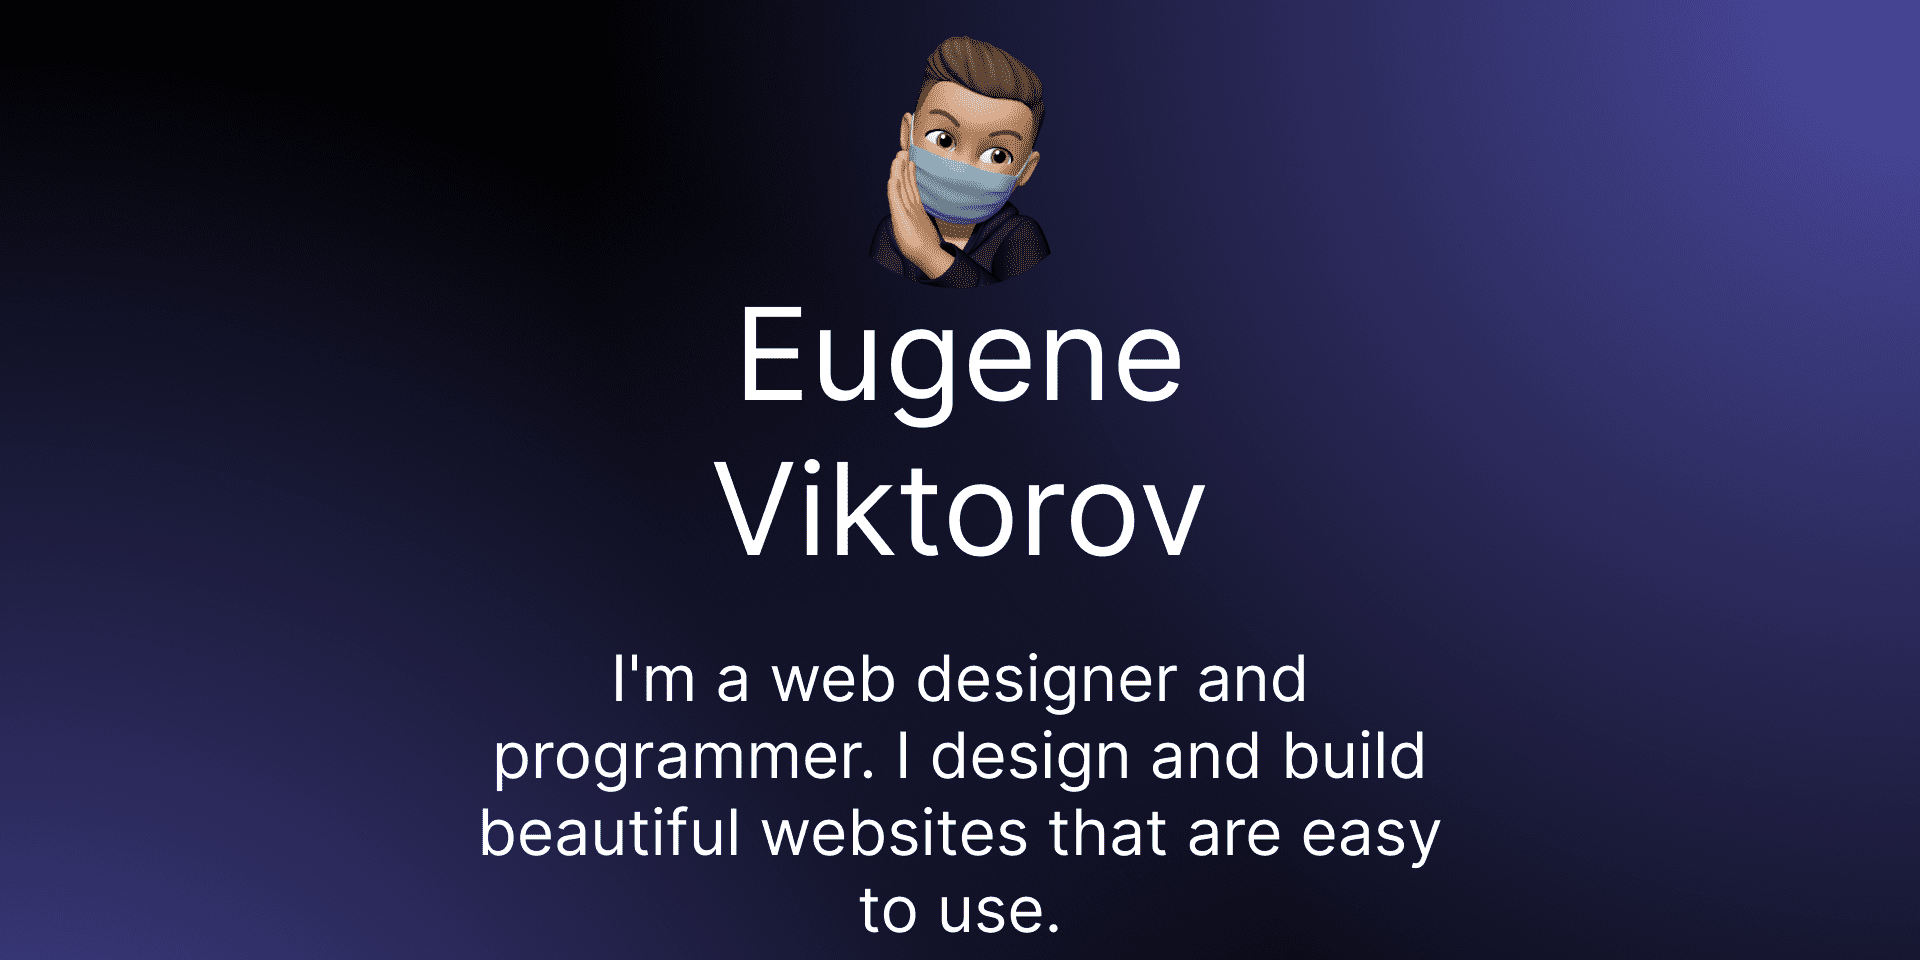 Eugene
Viktorov
I'm a web designer and
programmer. I design and build
beautiful websites that are easy
to use.